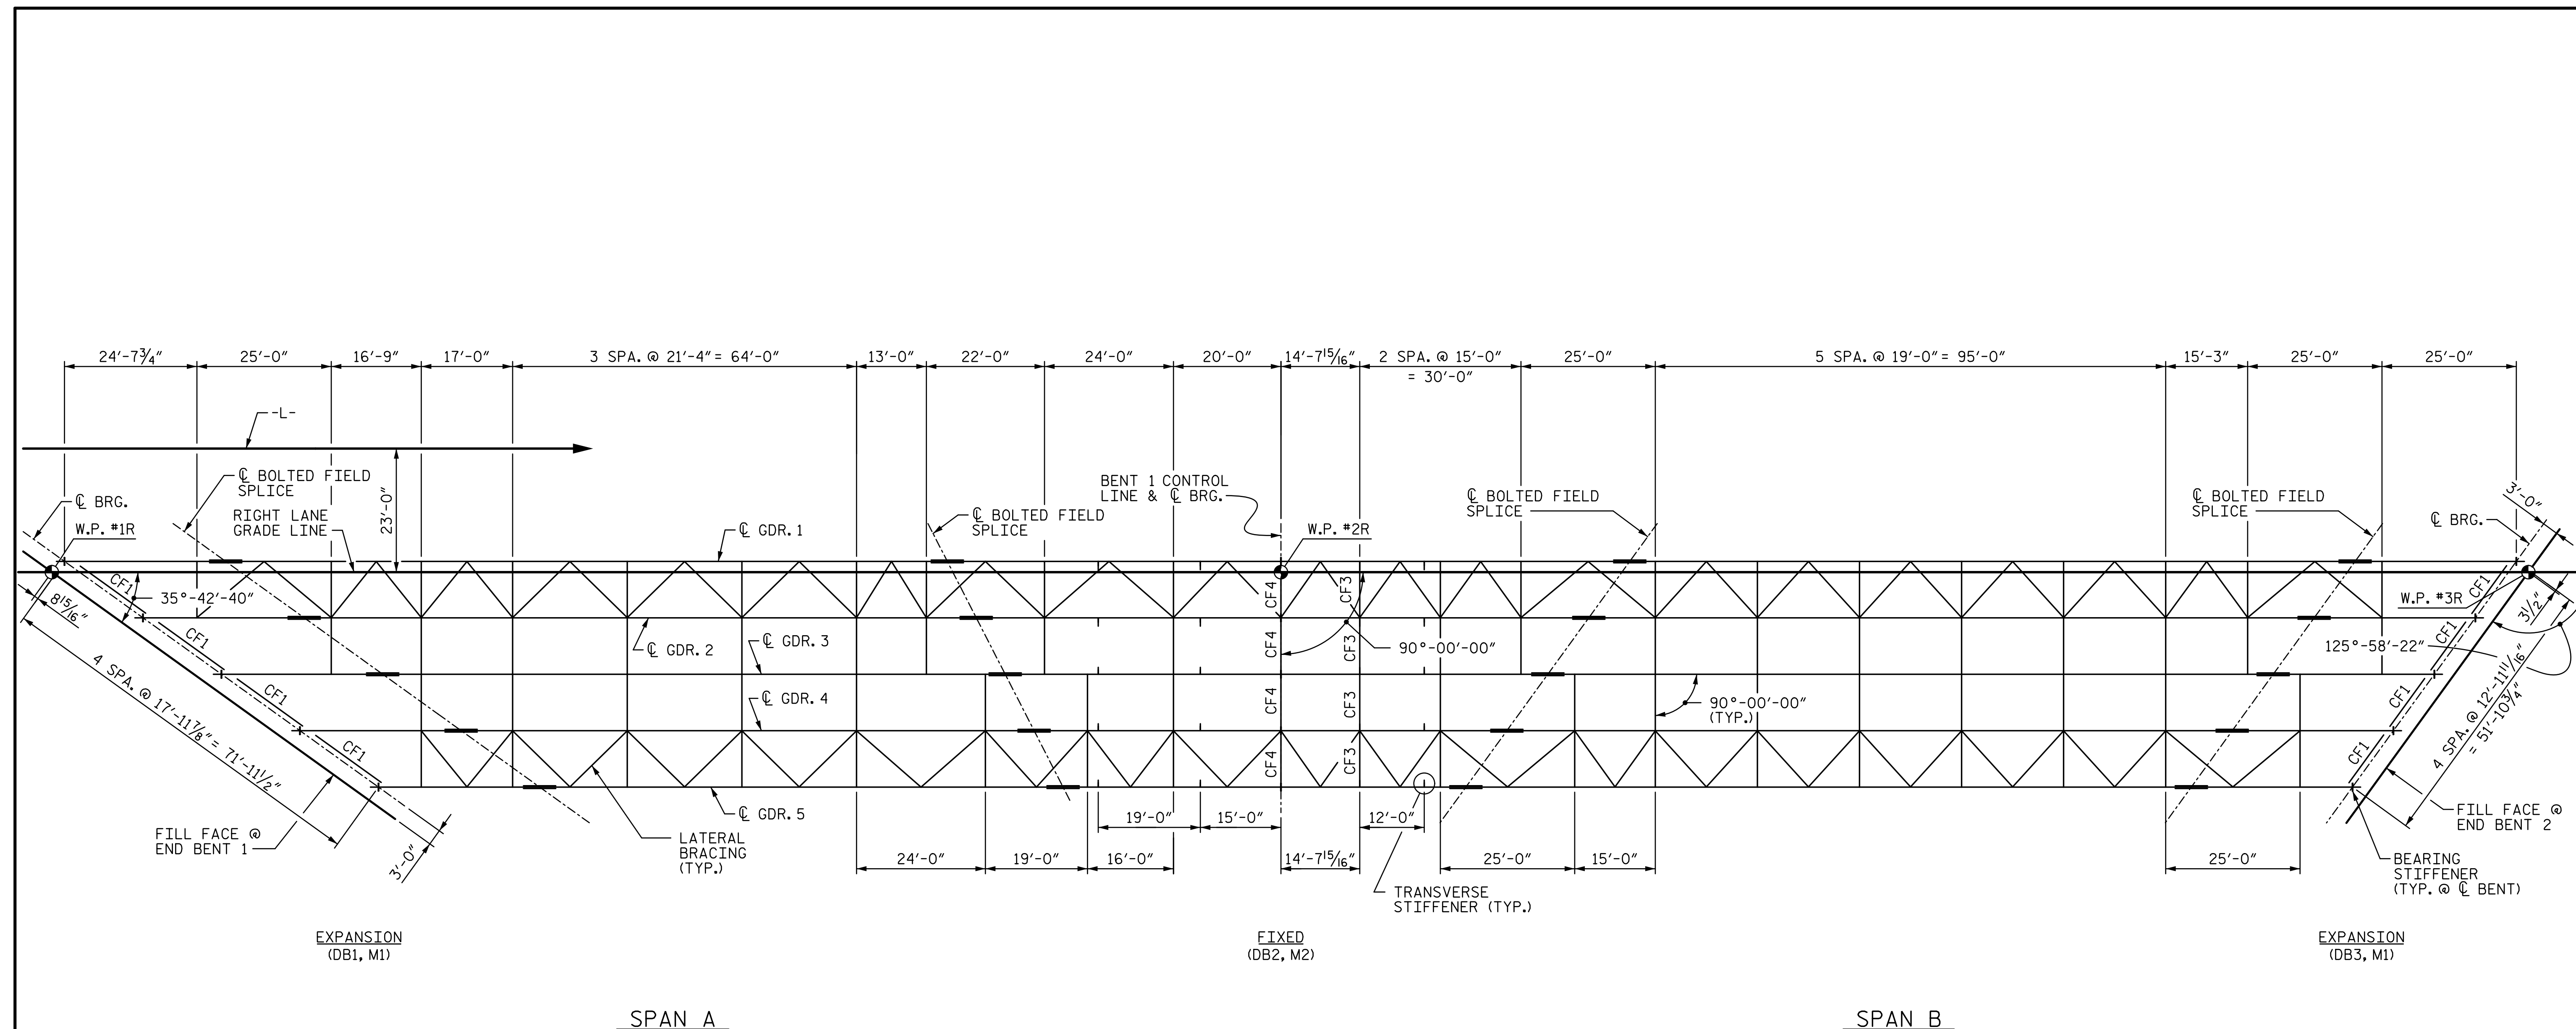 24'-7¾"
25'-0"
16'-9"
17'-0"
3 SPA. @ 21'-4" = 64'-0"
13'-0"
22'-0"
24'-0"
20'-0"
14'-7 15/16"
2 SPA. @ 15'-0"
= 30'-0"
25'-0"
5 SPA. @ 19'-0" = 95'-0"
15'-3"
25'-0"
25'-0"
-L-
23'-0"
℄ BOLTED FIELD
SPLICE
℄ BRG.
W.P. #1R
RIGHT LANE
GRADE LINE
℄ GDR. 1
℄ BOLTED FIELD
SPLICE
BENT 1 CONTROL
LINE & ℄ BRG.
W.P. #2R
℄ BOLTED FIELD
SPLICE
℄ BOLTED FIELD
SPLICE
℄ BRG.
3'-0"
8 15/16"
35°-42'-40"
CF1
CF1
CF1
CF1
4 SPA. @ 17'-11⅞" = 71'-11½"
℄ GDR. 2
℄ GDR. 3
℄ GDR. 4
℄ GDR. 5
CF4
CF4
CF4
CF4
CF3
CF3
CF3
CF3
90°-00'-00"
90°-00'-00"
(TYP.)
W.P. #3R
3½"
125°-58'-22"
CF1
CF1
CF1
CF1
4 SPA. @ 12'-11 11/16"
= 51'-10¾"
FILL FACE @
END BENT 1
3'-0"
LATERAL
BRACING
(TYP.)
19'-0"
15'-0"
12'-0"
24'-0"
19'-0"
16'-0"
14'-7 15/16"
25'-0"
15'-0"
25'-0"
TRANSVERSE
STIFFENER (TYP.)
FILL FACE @
END BENT 2
BEARING
STIFFENER
(TYP. @ ℄ BENT)
EXPANSION
(DB1, M1)
FIXED
(DB2, M2)
EXPANSION
(DB3, M1)
SPAN A
SPAN B